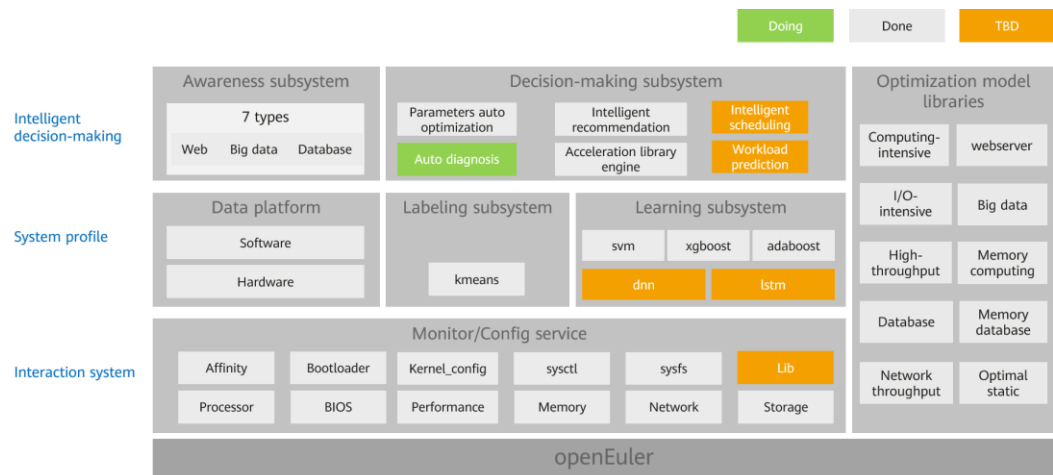 Doing
Done
TBD
Intelligent
decision-making
Awareness subsystem
7 types
Web
Big data
Database
Decision-making subsystem
Parameters auto
optimization
Intelligent
recommendation
Intelligent
scheduling
Auto diagnosis
Acceleration library
engine
Workload
prediction
Optimization model
libraries
Computing-
intensive
webserver
I/O-
intensive
Big data
High-
throughput
Memory
computing
Database
Memory
database
Network
throughput
Optimal
static
System profile
Data platform
Software
Hardware
Labeling subsystem
kmeans
Learning subsystem
svm
xgboost
adaboost
dnn
lstm
Interaction system
Monitor/Config service
Affinity
Bootloader
Kernel_config
sysctl
sysfs
Lib
Processor
BIOS
Performance
Memory
Network
Storage
openEuler